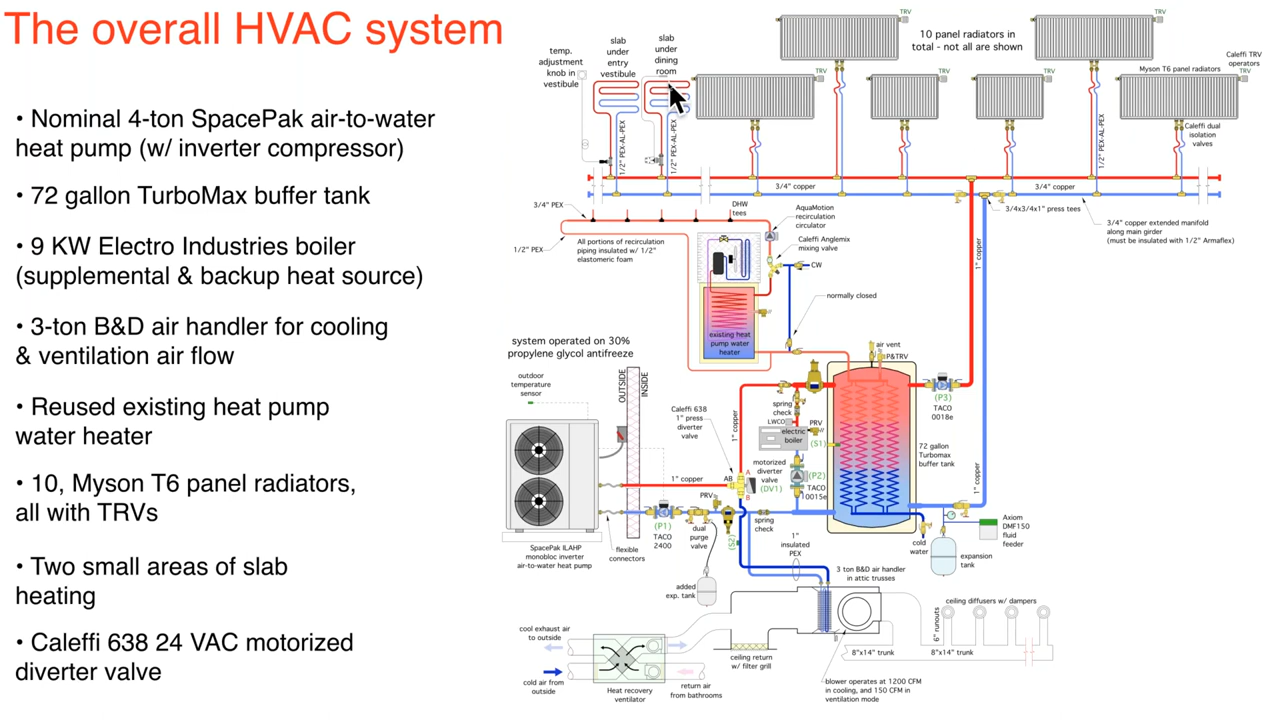 The overall HVAC system
• Nominal 4-ton SpacePak air-to-water
heat pump (w/ inverter compressor)
• 72 gallon TurboMax buffer tank
• 9 KW Electro Industries boiler
(supplemental & backup heat source)
• 3-ton B&D air handler for cooling
& ventilation air flow
• Reused existing heat pump
water heater
• 10, Myson T6 panel radiators,
all with TRVs
• Two small areas of slab
heating
• Caleffi 638 24 VAC motorized
diverter valve
temp.
adjustment
knob in
vestibule
slab
under
entry
vestibule
slab
under
dining
room
TRV
10 panel radiators in
total - not all are shown
TRV
Caleffi TRV
operators
Myson T6 panel radiators
TRV
TRV
TRV
TRV
1/2" PEX-AL-PEX
1/2" PEX-AL-PEX
1/2" PEX-AL-PEX
Caleffi dual
isolation
valves
3/4" copper
3/4" copper
3/4" PEX
DHW
tees
AquaMotion
recirculation
circulator
3/4x3/4x1" press tees
3/4" copper extended manifold
along main girder
(must be insulated with 1/2" Armaflex)
1/2" PEX
All portions of recirculation
piping insulated w/ 1/2"
elastomeric foam
Caleffi Anglemix
mixing valve
CW
1" copper
normally closed
existing heat
pump water
heater
system operated on 30%
propylene glycol antifreeze
air vent
P&TRV
outdoor
temperature
sensor
OUTSIDE
INSIDE
(P3)
TACO
0018e
Caleffi 638
1" press
diverter
valve
1" copper
spring
check
LWCO
PRV
electric
boiler
(S1)
72 gallon
Turbomax
buffer tank
motorized
diverter
valve
(DV1)
(P2)
TACO
0015e
1" copper
AB
A
B
1" copper
PRV
(P1)
TACO
2400
dual
purge
valve
(S2)
spring
check
cold
water
Axiom
DMF150
fluid
feeder
expansion
tank
SpacePak ILAHP
monobloc inverter
air-to-water heat pump
flexible
connectors
1"
insulated
PEX
added
exp. tank
3 ton B&D air handler
in attic trusses
ceiling diffusers w/ dampers
6" runouts
cool exhaust air
to outside
8"x14" trunk
8"x14" trunk
ceiling return
w/ filter grill
cold air from
outside
Heat recovery
ventilator
return air
from bathrooms
blower operates at 1200 CFM
in cooling, and 150 CFM in
ventilation mode